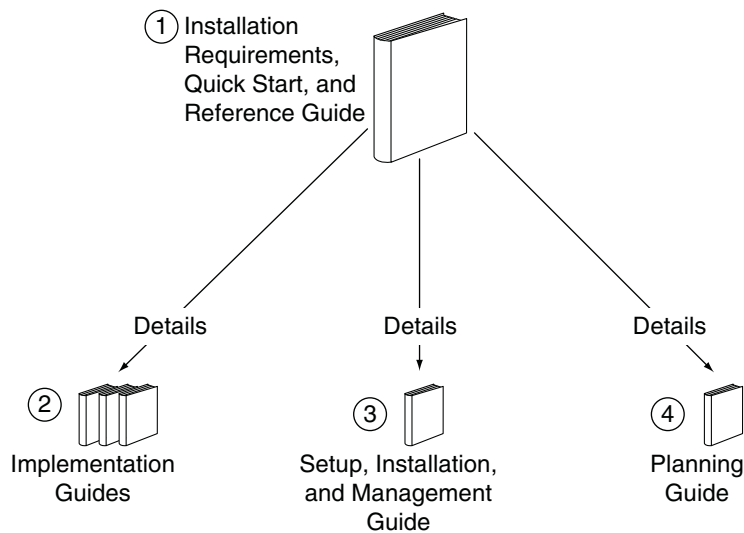 1 Installation
Requirements,
Quick Start, and
Reference Guide
Details
Details
Details
2
Implementation
Guides
3
Setup, Installation,
and Management
Guide
4
Planning
Guide